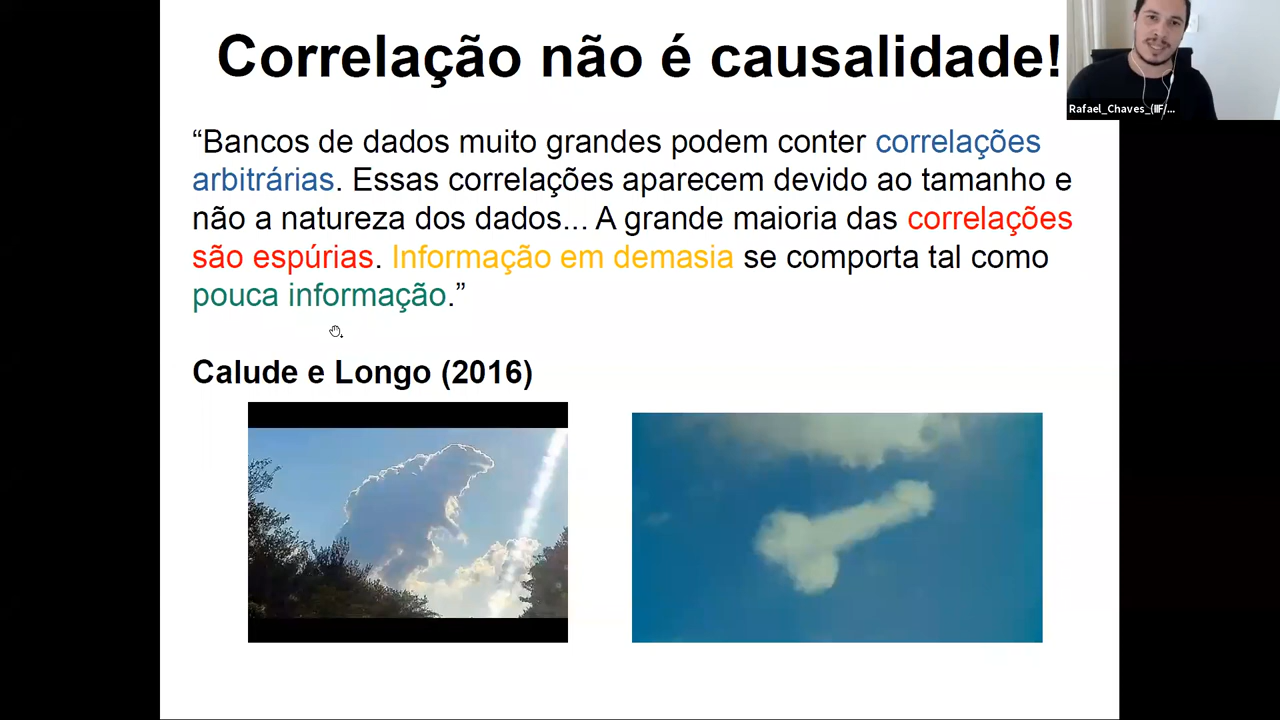 Correlação não é causalidade!
Rafael_Chaves_(IIF/...
“Bancos de dados muito grandes podem conter correlações
arbitrárias. Essas correlações aparecem devido ao tamanho e
não a natureza dos dados... A grande maioria das correlações
são espúrias. Informação em demasia se comporta tal como
pouca informação.”
Calude e Longo (2016)